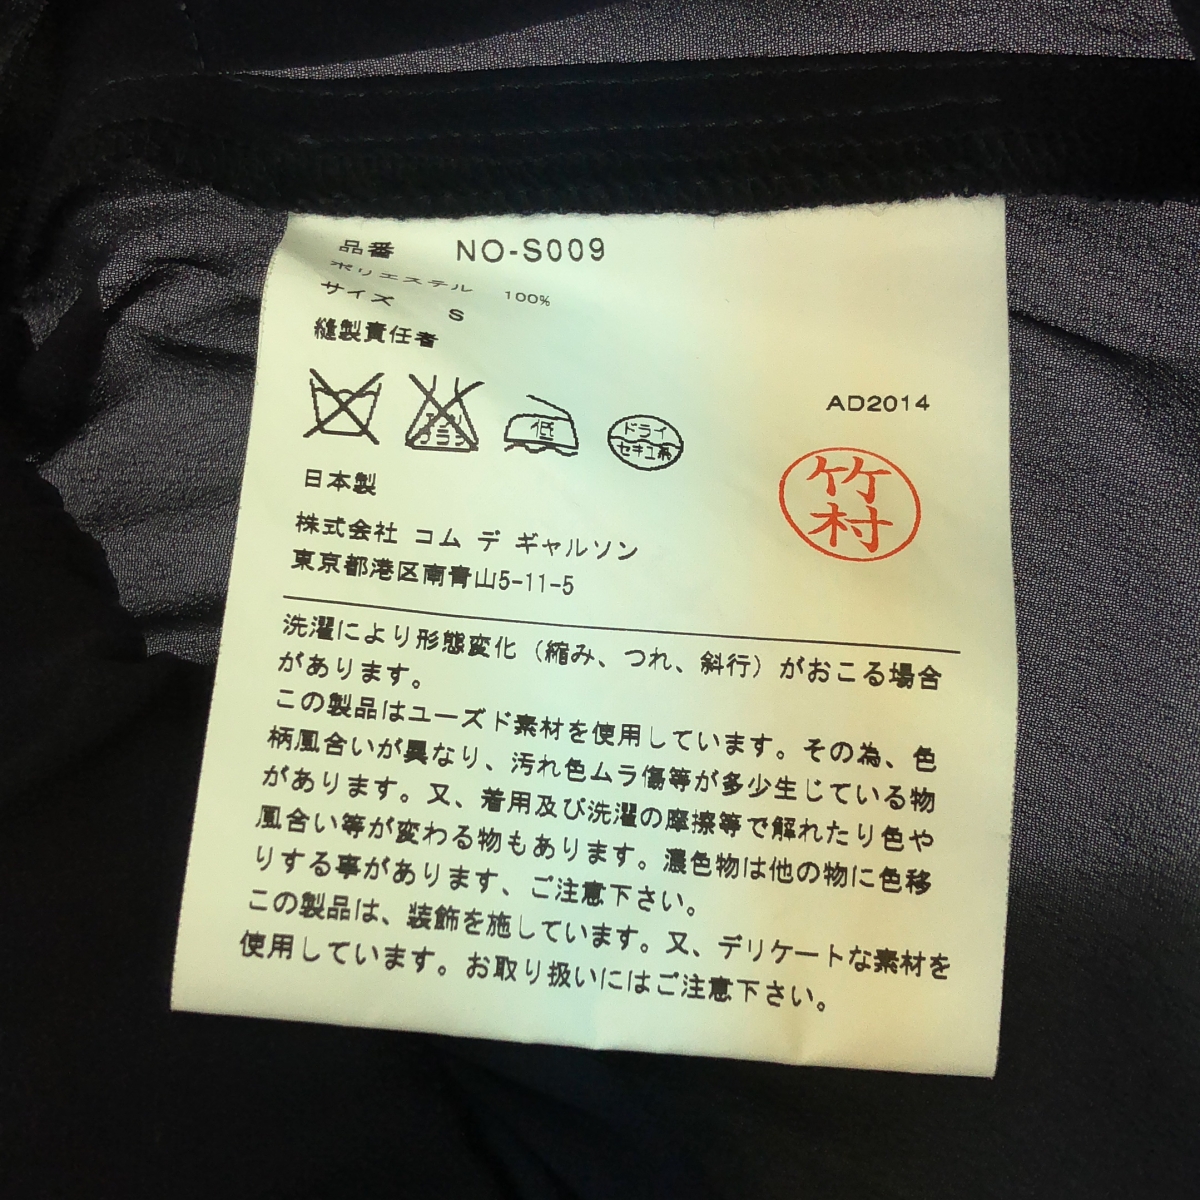 品番 NO-S009
ポリエステル 100%
サイズ S
縫製責任者
エンソ
サラシ
低
ドライ
セキユ系
AD2014
竹村
日本製
株式会社 コム デ ギャルソン
東京都港区南青山5-11-5
洗濯により形態変化（縮み、つれ、斜行）がおこる場合
があります。
この製品はユーズド素材を使用しています。その為、色
柄風合いが異なり、汚れ色ムラ傷等が多少生じている物
があります。又、着用及び洗濯の摩擦等で解れたり色や
風合い等が変わる物もあります。濃色物は他の物に色移
りする事があります、ご注意下さい。
この製品は、装飾を施しています。又、デリケートな素材を
使用しています。お取り扱いにはご注意下さい。